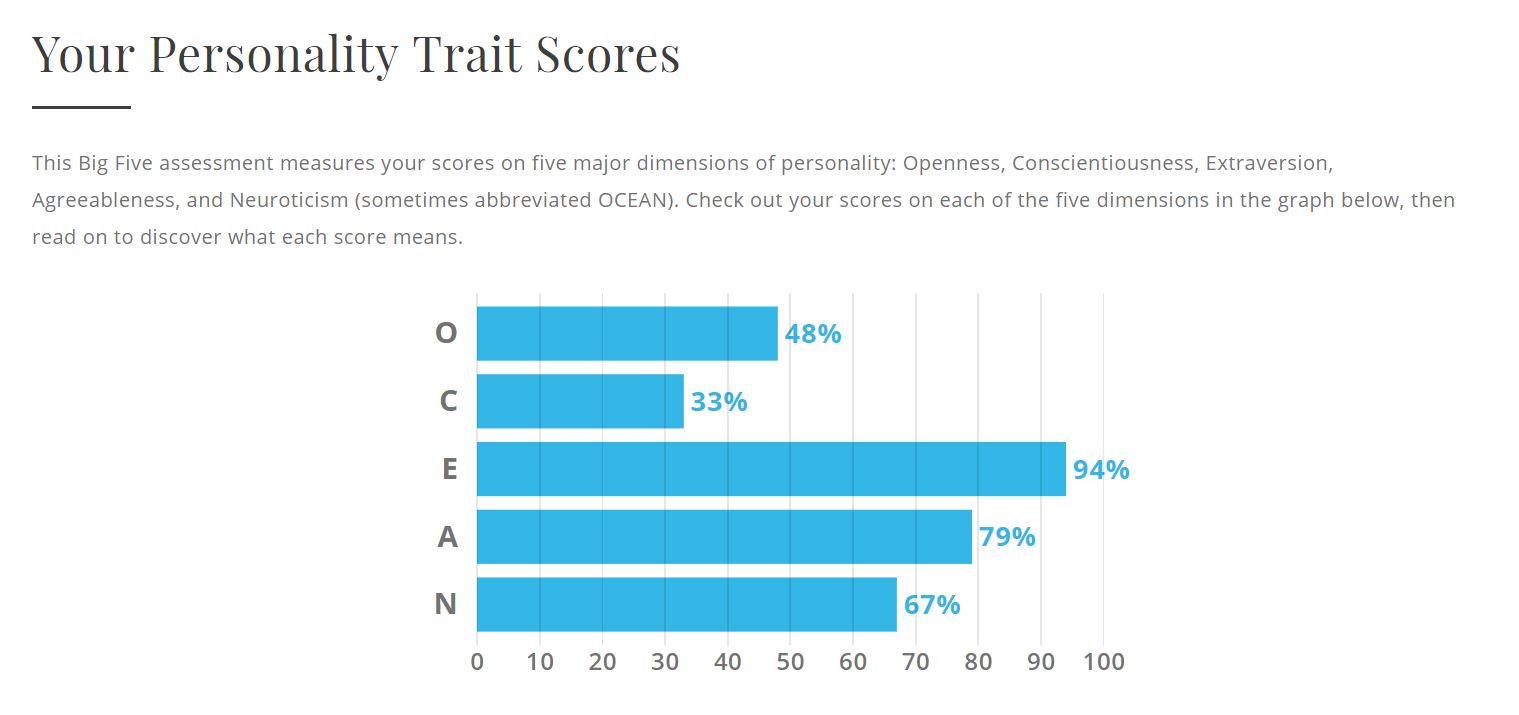 Your Personality Trait Scores
This Big Five assessment measures your scores on five major dimensions of personality: Openness, Conscientiousness, Extraversion,
Agreeableness, and Neuroticism (sometimes abbreviated OCEAN). Check out your scores on each of the five dimensions in the graph below, then
read on to discover what each score means.
O 48%
C 33%
E 94%
A 79%
N 67%
0 10 20 30 40 50 60 70 80 90 100